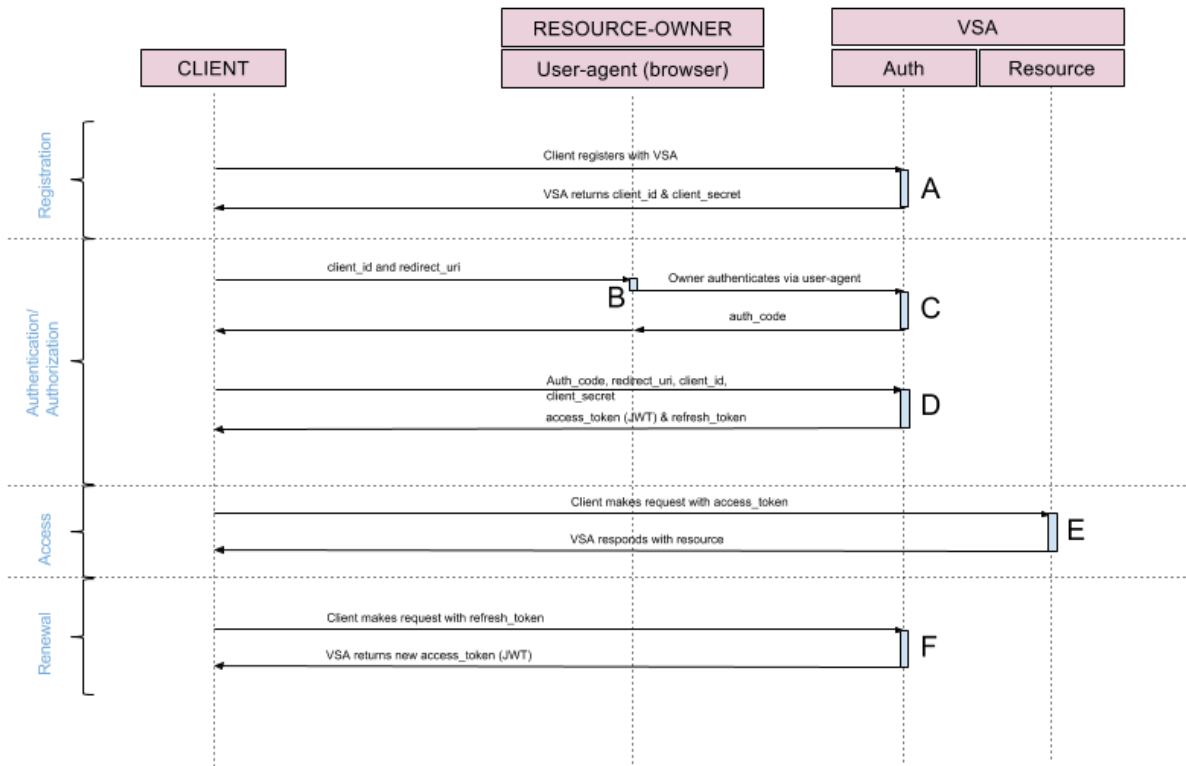 RESOURCE-OWNER
VSA
CLIENT
User-agent (browser)
Auth
Resource
Registration
Client registers with VSA
VSA returns client_id & client_secret
A
Authentication/
Authorization
client_id and redirect_uri
B
Owner authenticates via user-agent
C
auth_code
Auth_code, redirect_uri, client_id,
client_secret
D
access_token (JWT) & refresh_token
Access
Client makes request with access_token
E
VSA responds with resource
Renewal
Client makes request with refresh_token
F
VSA returns new access_token (JWT)